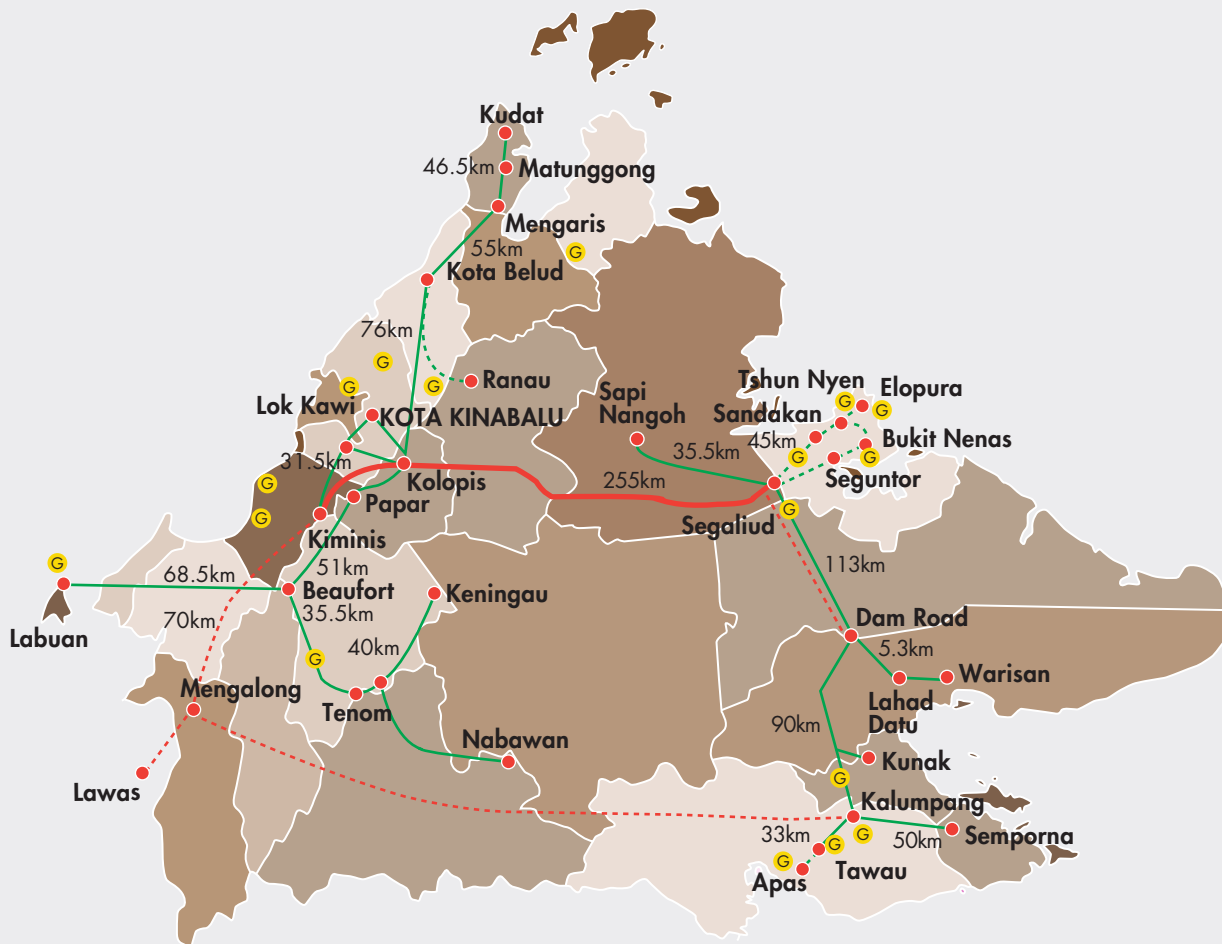 Kudat
46.5km
Matunggong
Mengaris
55km
G
Kota Belud
76km
G
G
G
Ranau
Lok Kawi
KOTA KINABALU
Sapi
Nangoh
Tshun Nyen
G
Elopura
G
Sandakan
45km
Bukit Nenas
G
G
Seguntor
35.5km
31.5km
Kolopis
255km
G
Papar
G
Segaliud
G
Kiminis
51km
G
68.5km
Beaufort
Keningau
113km
Labuan
70km
35.5km
Dam Road
40km
G
5.3km
Warisan
Mengalong
Tenom
Lahad
Datu
90km
Nabawan
Kunak
Lawas
G
Kalumpang
33km
G
G
50km
Semporna
G
Apas
Tawau